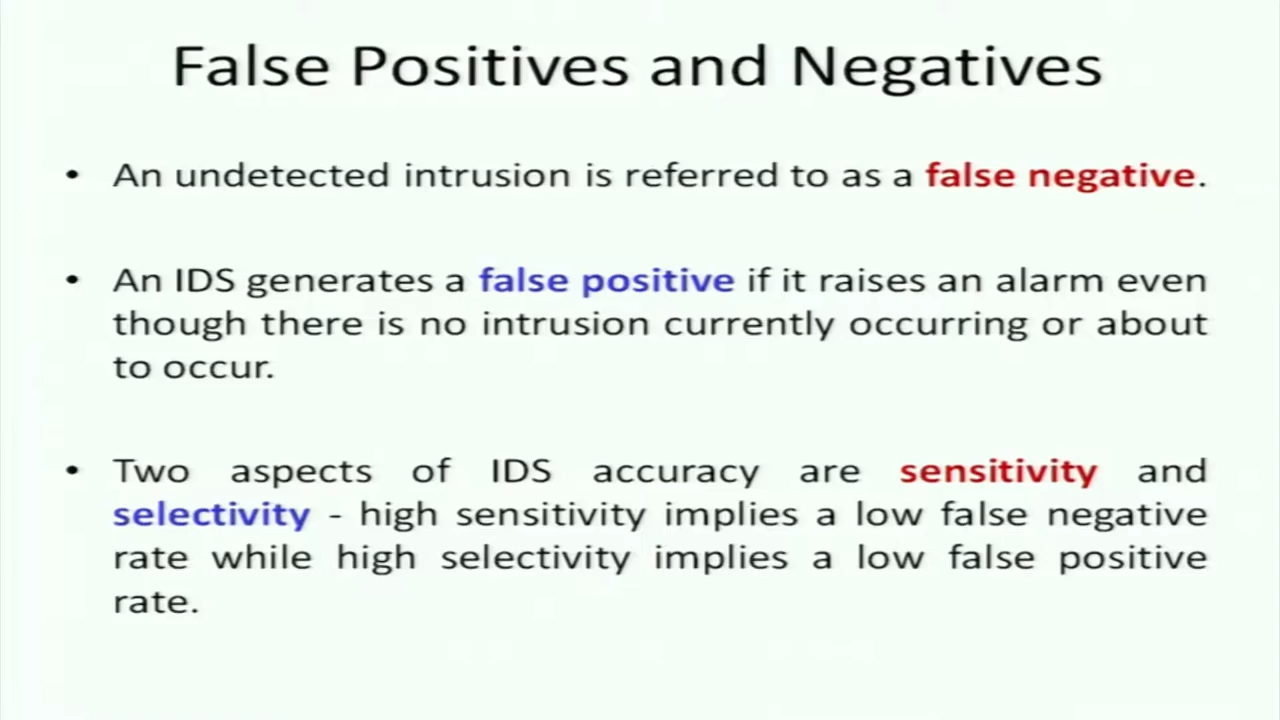 False Positives and Negatives
• An undetected intrusion is referred to as a false negative.
• An IDS generates a false positive if it raises an alarm even
though there is no intrusion currently occurring or about
to occur.
• Two aspects of IDS accuracy are sensitivity and
selectivity - high sensitivity implies a low false negative
rate while high selectivity implies a low false positive
rate.